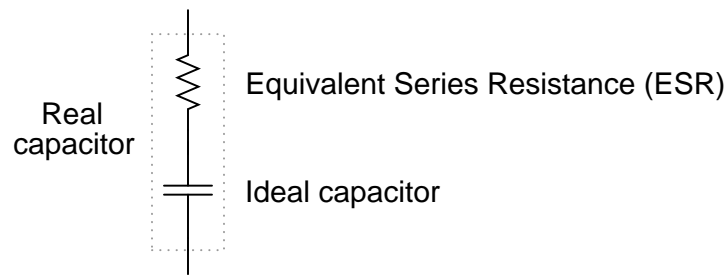 Equivalent Series Resistance (ESR)
Real
capacitor
Ideal capacitor